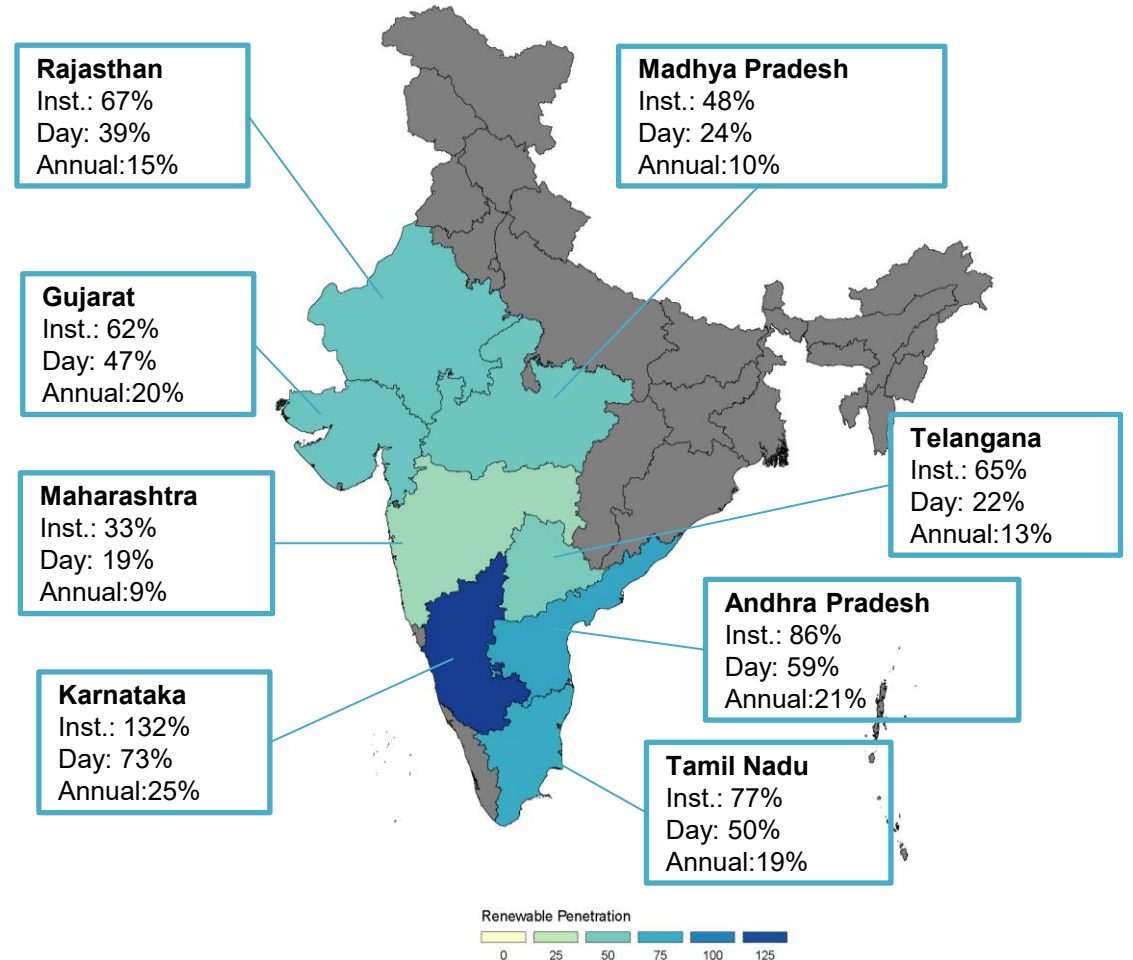 Rajasthan
Inst.: 67%
Day: 39%
Annual:15%
Madhya Pradesh
Inst.: 48%
Day: 24%
Annual:10%
Gujarat
Inst.: 62%
Day: 47%
Annual:20%
Telangana
Inst.: 65%
Day: 22%
Annual:13%
Maharashtra
Inst.: 33%
Day: 19%
Annual:9%
Andhra Pradesh
Inst.: 86%
Day: 59%
Annual:21%
Karnataka
Inst.: 132%
Day: 73%
Annual:25%
Tamil Nadu
Inst.: 77%
Day: 50%
Annual:19%
Renewable Penetration
0 25 50 75 100 125